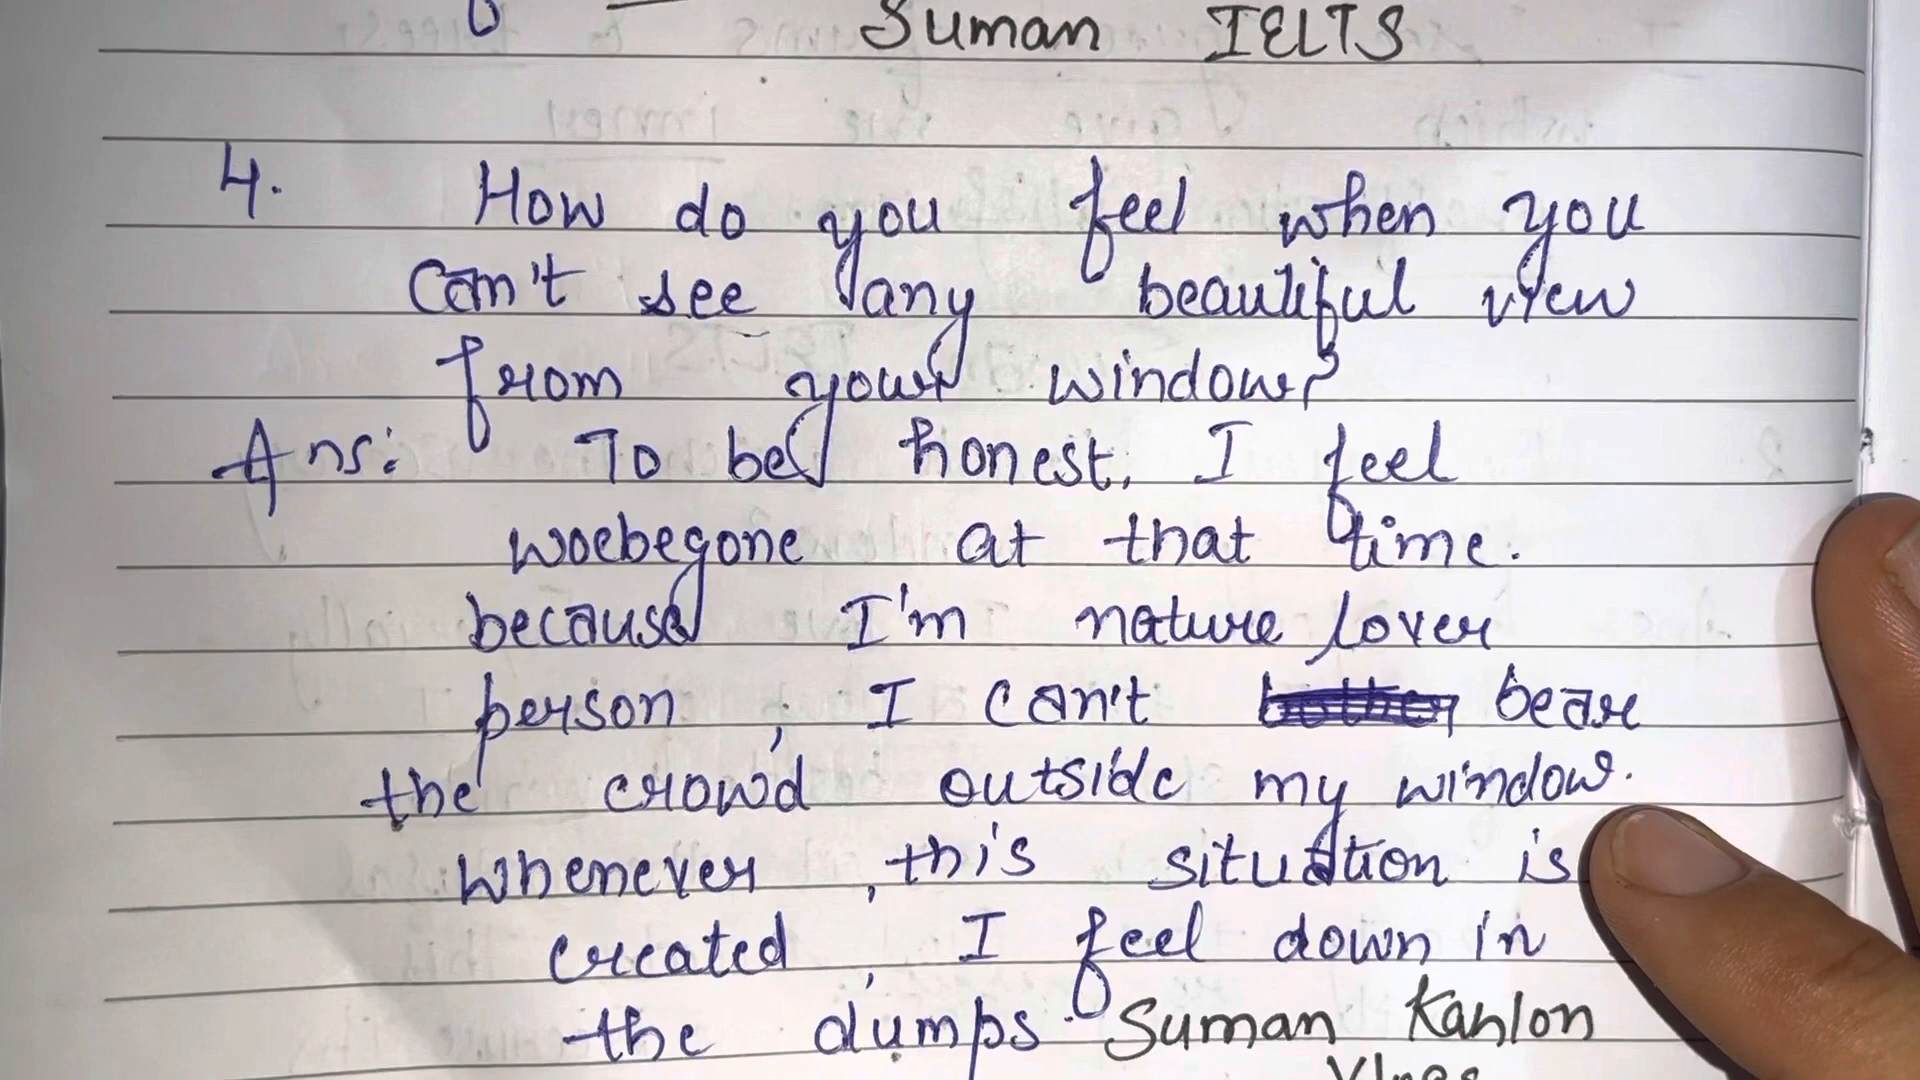 Suman IELTS
4. How do you feel when you
can't see any beautiful view
from your window?
Ans: To be honest, I feel
woebegone at that time.
because I'm nature lover
person, I can't bear
the crowd outside my window.
whenever, this situation is
created, I feel down in
the dumps. Suman Kahlon
Vlogs